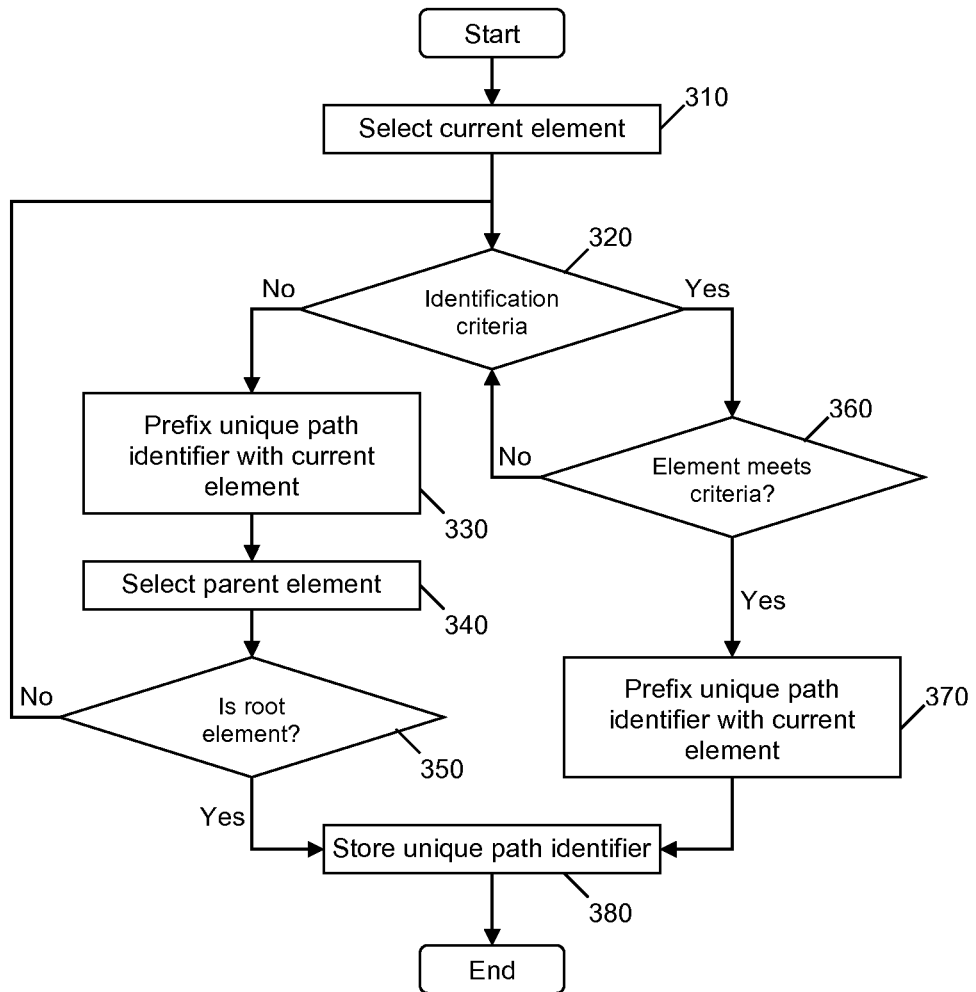 Start
310
Select current element
320
No
Yes
Identification
criteria
360
Prefix unique path
identifier with current
element
No
Element meets
criteria?
330
Select parent element
340
Yes
No
Is root
element?
350
Prefix unique path
identifier with current
element
370
Yes
Store unique path identifier
380
End